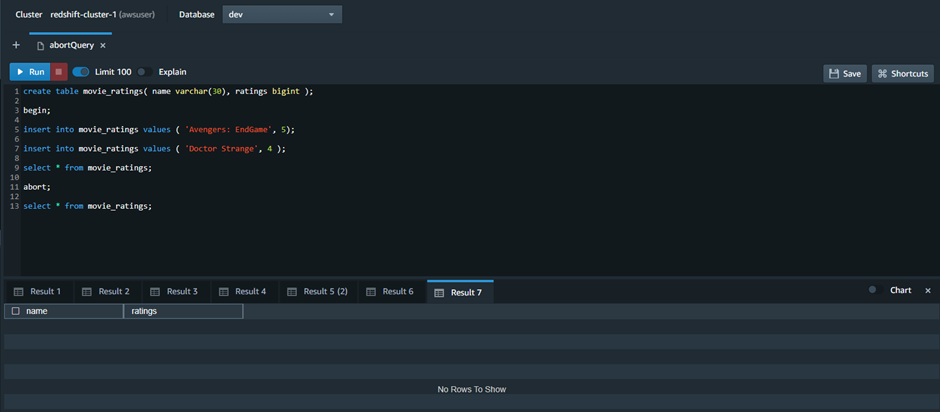 Cluster redshift-cluster-1 (awsuser) Database dev
+ abortQuery ×
Run Limit 100 Explain Save Shortcuts
1 create table movie_ratings( name varchar(30), ratings bigint );
2
3 begin;
4
5 insert into movie_ratings values ( 'Avengers: EndGame', 5);
6
7 insert into movie_ratings values ( 'Doctor Strange', 4 );
8
9 select * from movie_ratings;
10
11 abort;
12
13 select * from movie_ratings;
Result 1 Result 2 Result 3 Result 4 Result 5 (2) Result 6 Result 7 Chart ×
name ratings
No Rows To Show